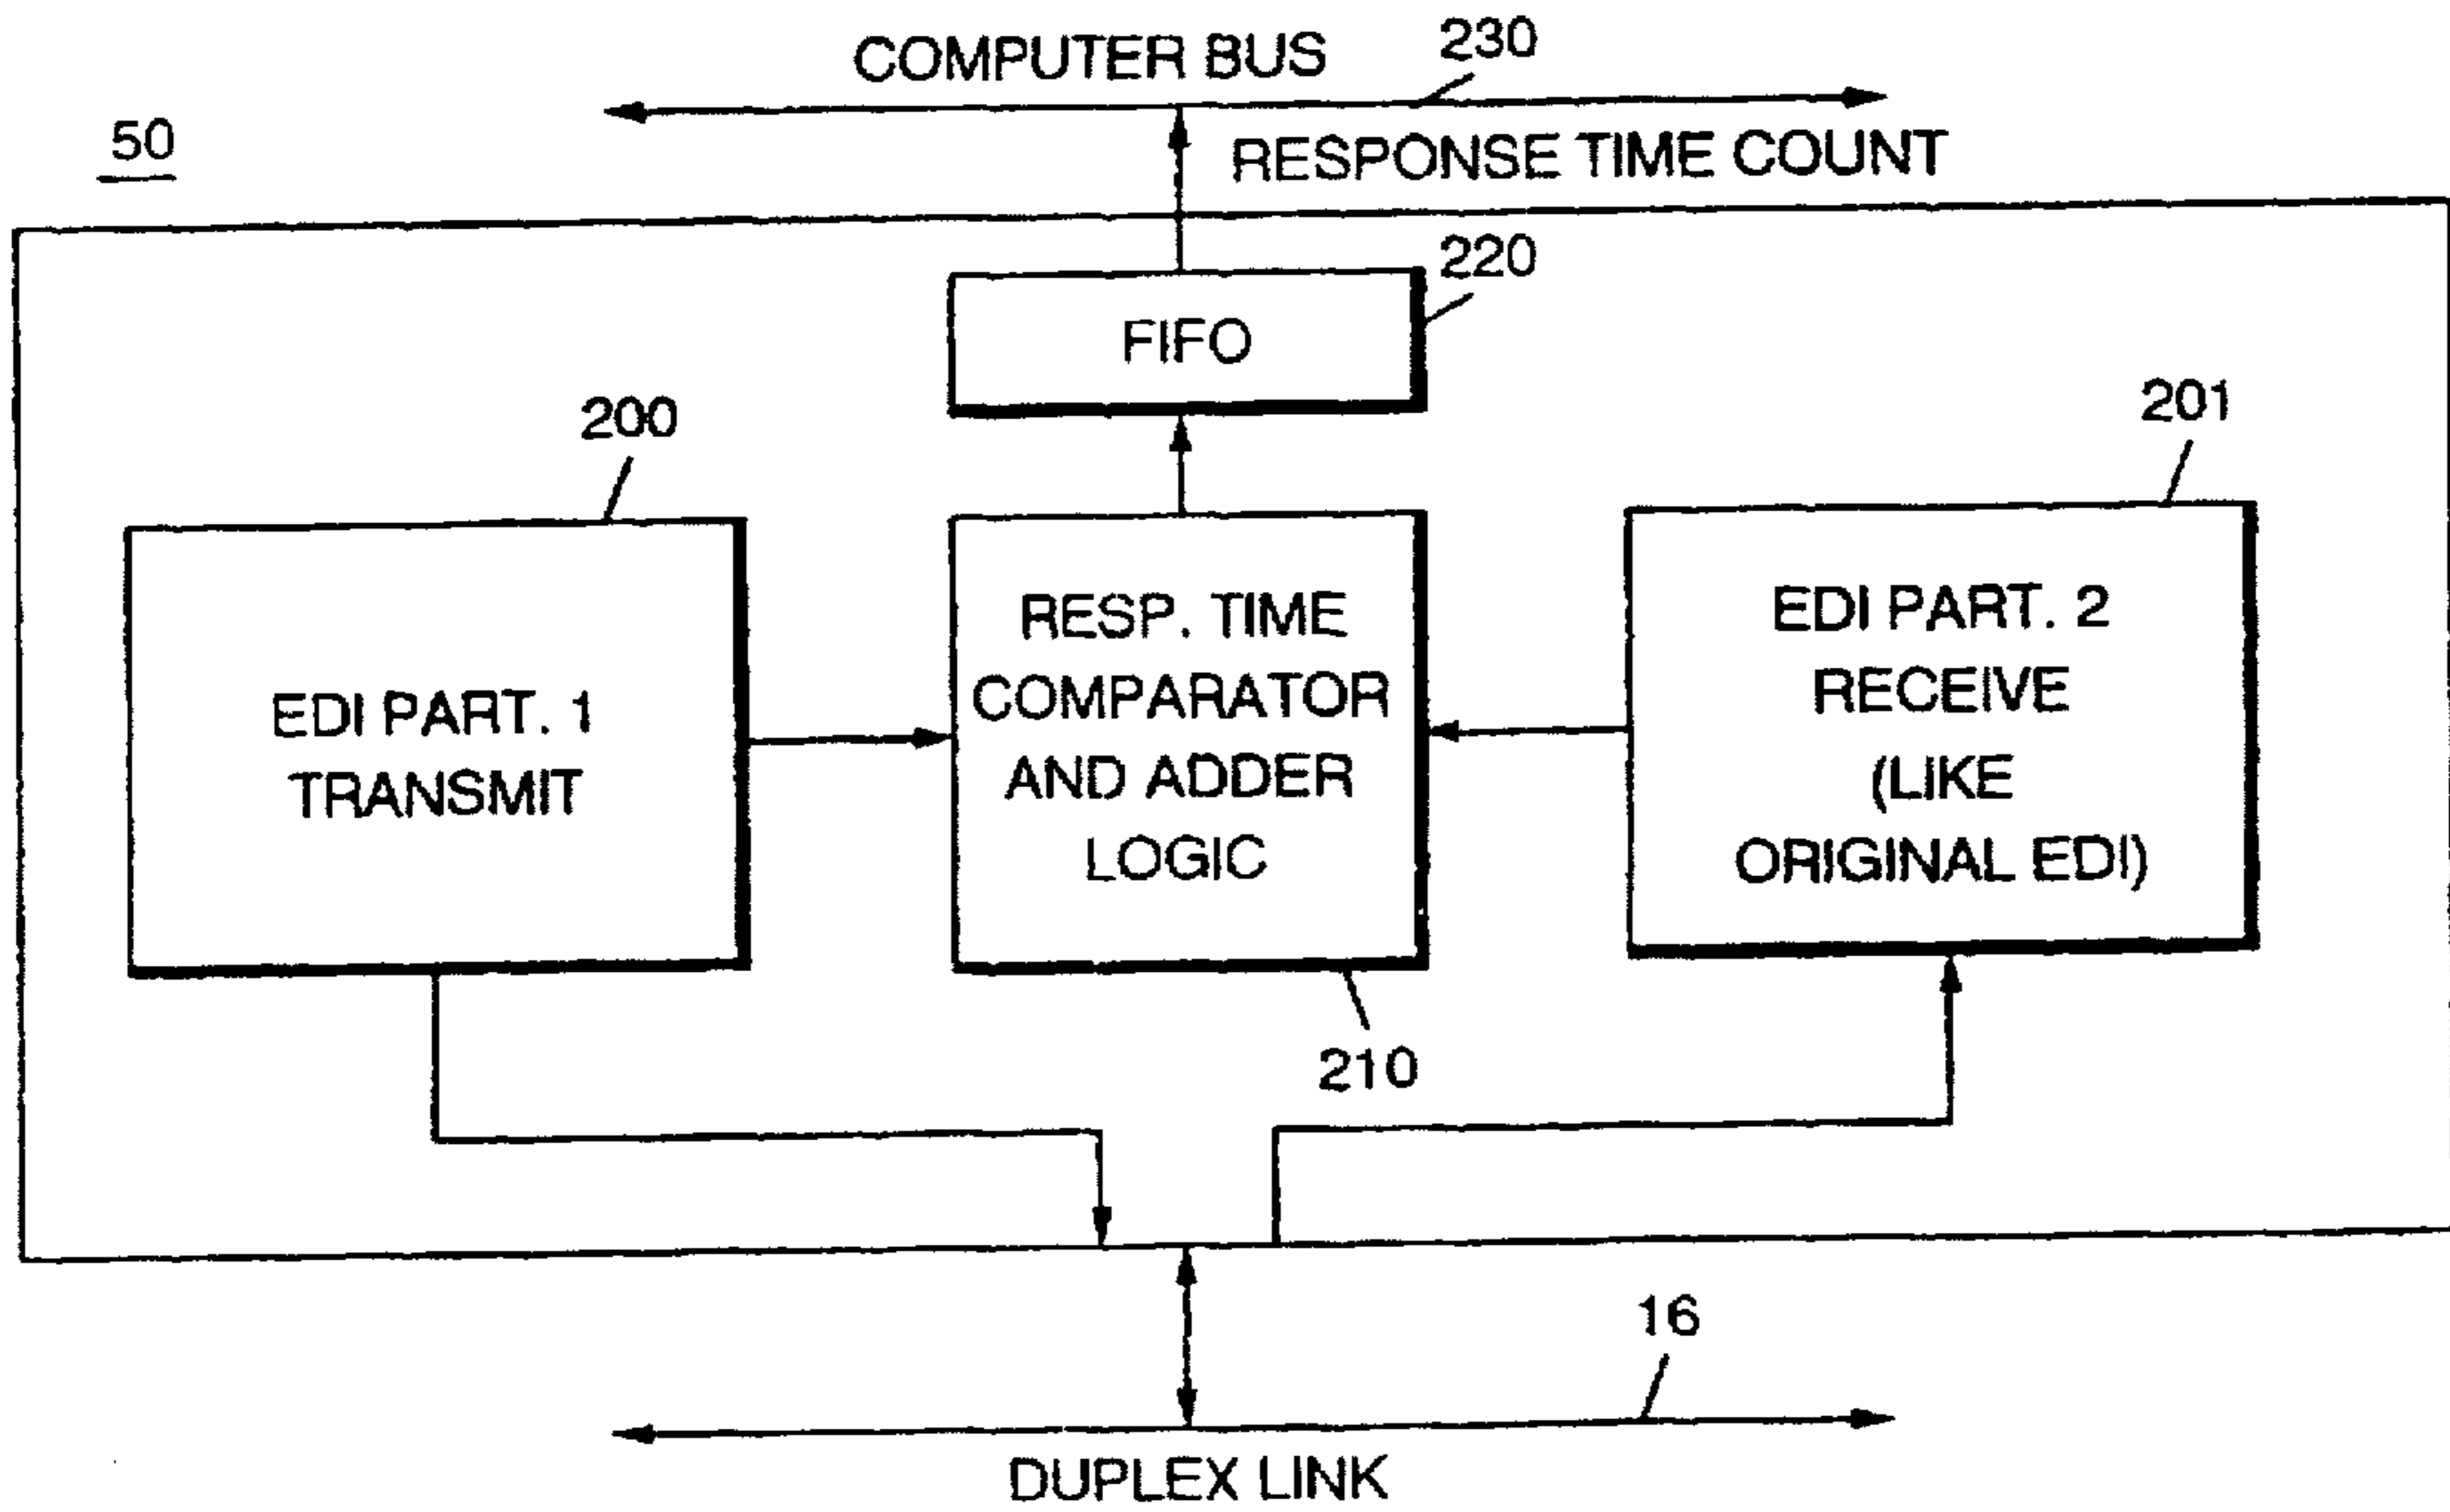 COMPUTER BUS
230
50
RESPONSE TIME COUNT
220
FIFO
200
201
EDI PART. 1
TRANSMIT
RESP. TIME
COMPARATOR
AND ADDER
LOGIC
EDI PART. 2
RECEIVE
(LIKE
ORIGINAL EDI)
210
16
DUPLEX LINK